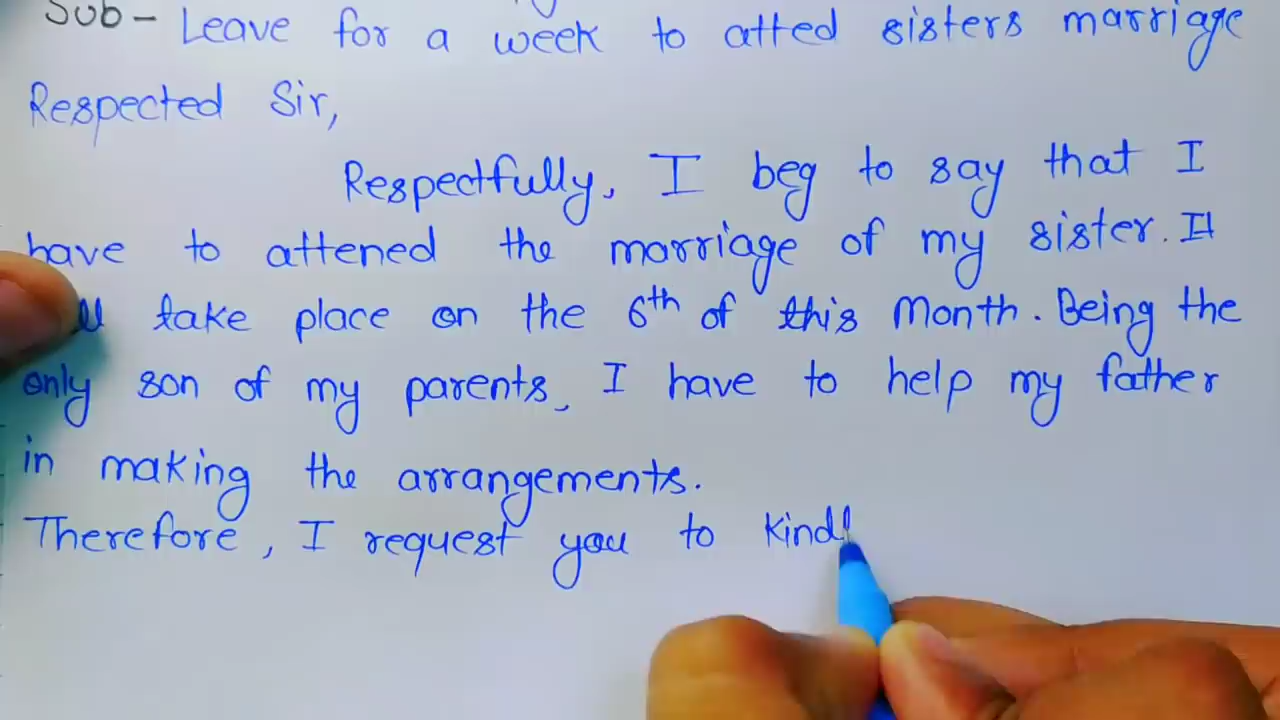 Sub - Leave for a week to atted sisters marriage
Respected Sir,
Respectfully, I beg to say that I
have to attened the marriage of my sister. It
take place on the 6th of this Month. Being the
only son of my parents, I have to help my father
in making the arrangements.
Therefore, I request you to Kindl